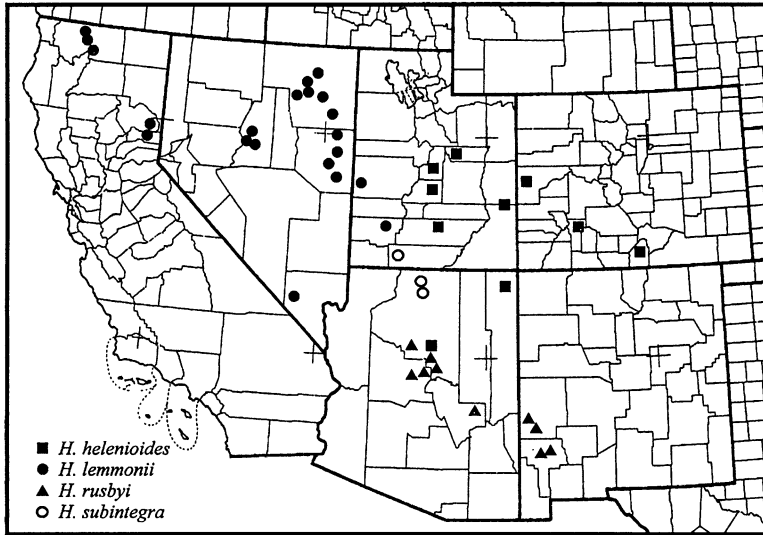 H. helenioides
H. lemmonii
H. rusbyi
H. subintegra